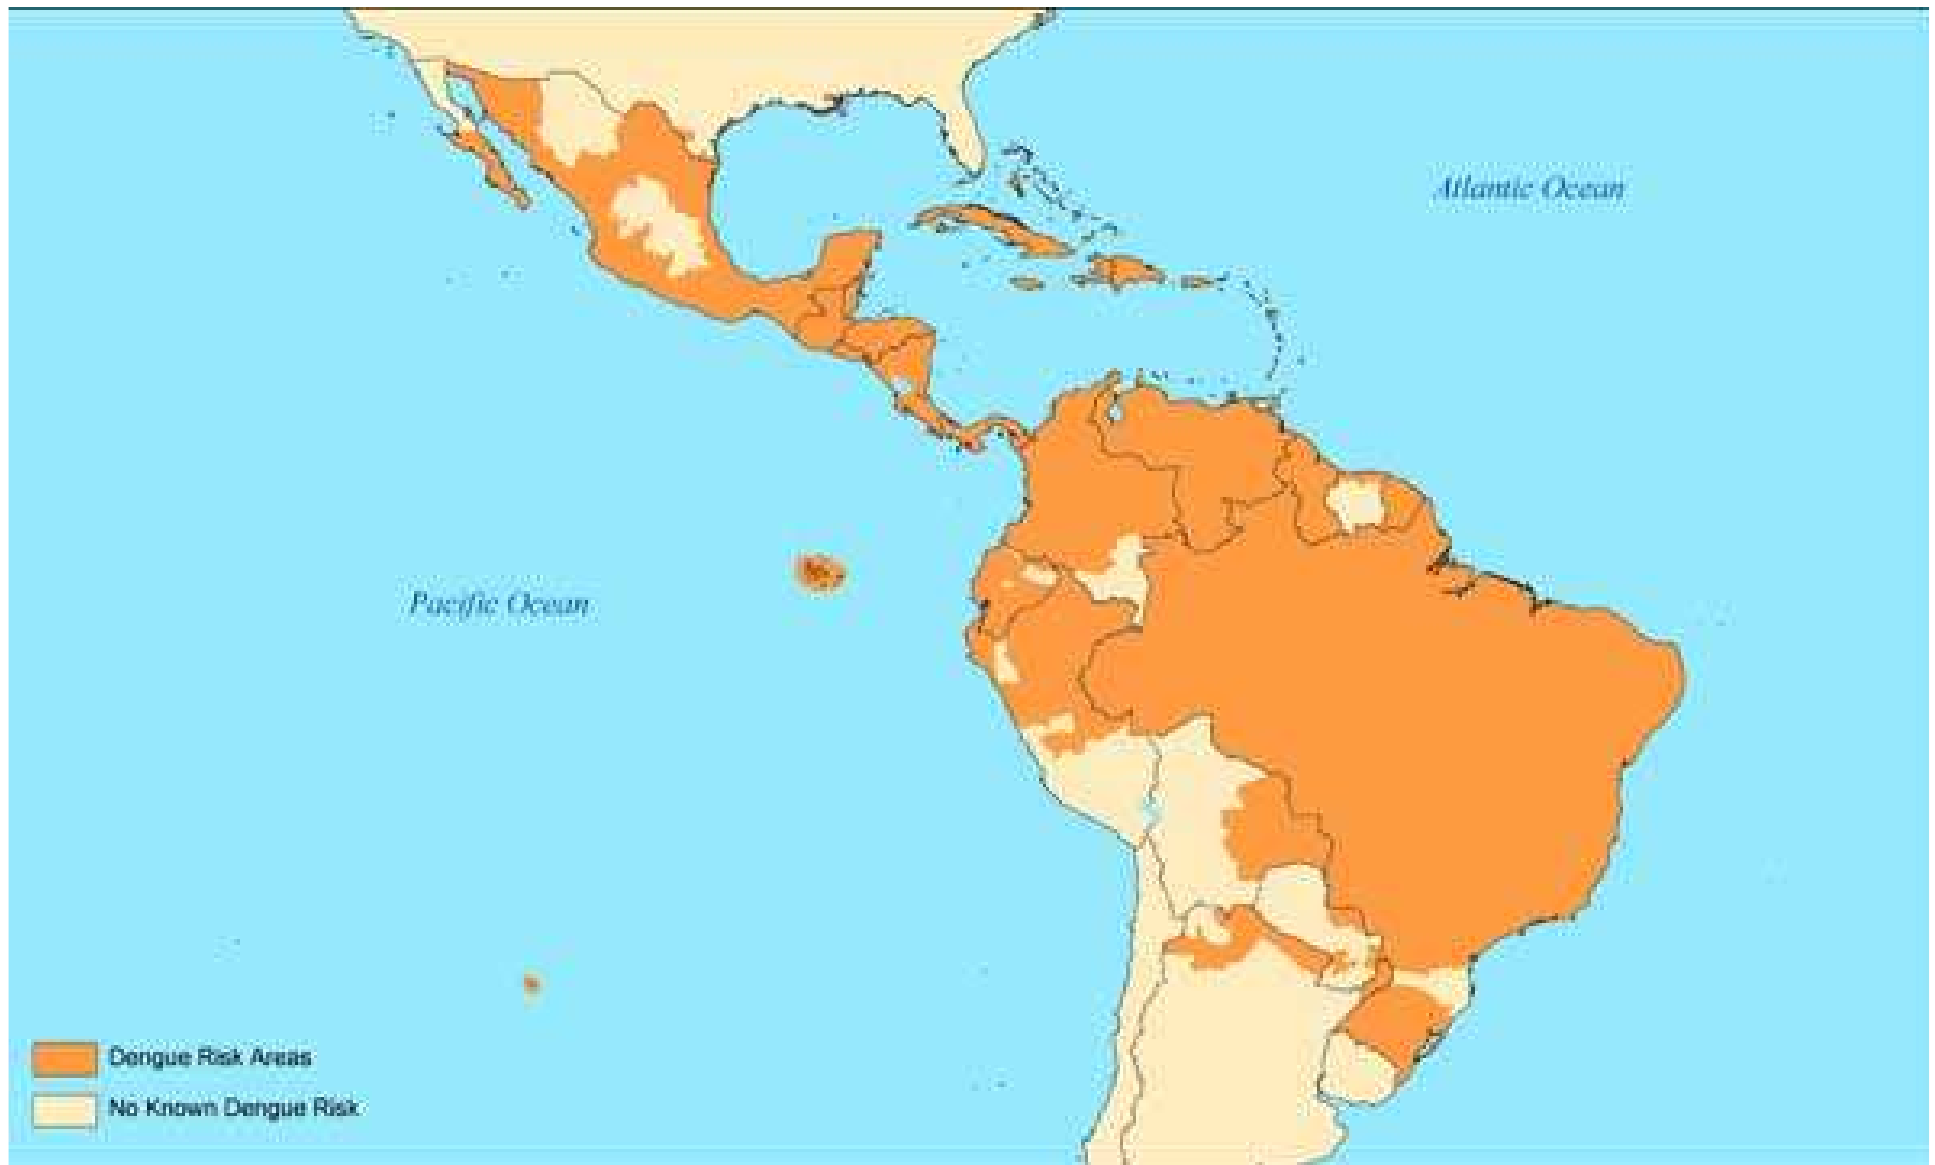 Atlantic Ocean
Pacific Ocean
Dengue Risk Areas
No Known Dengue Risk